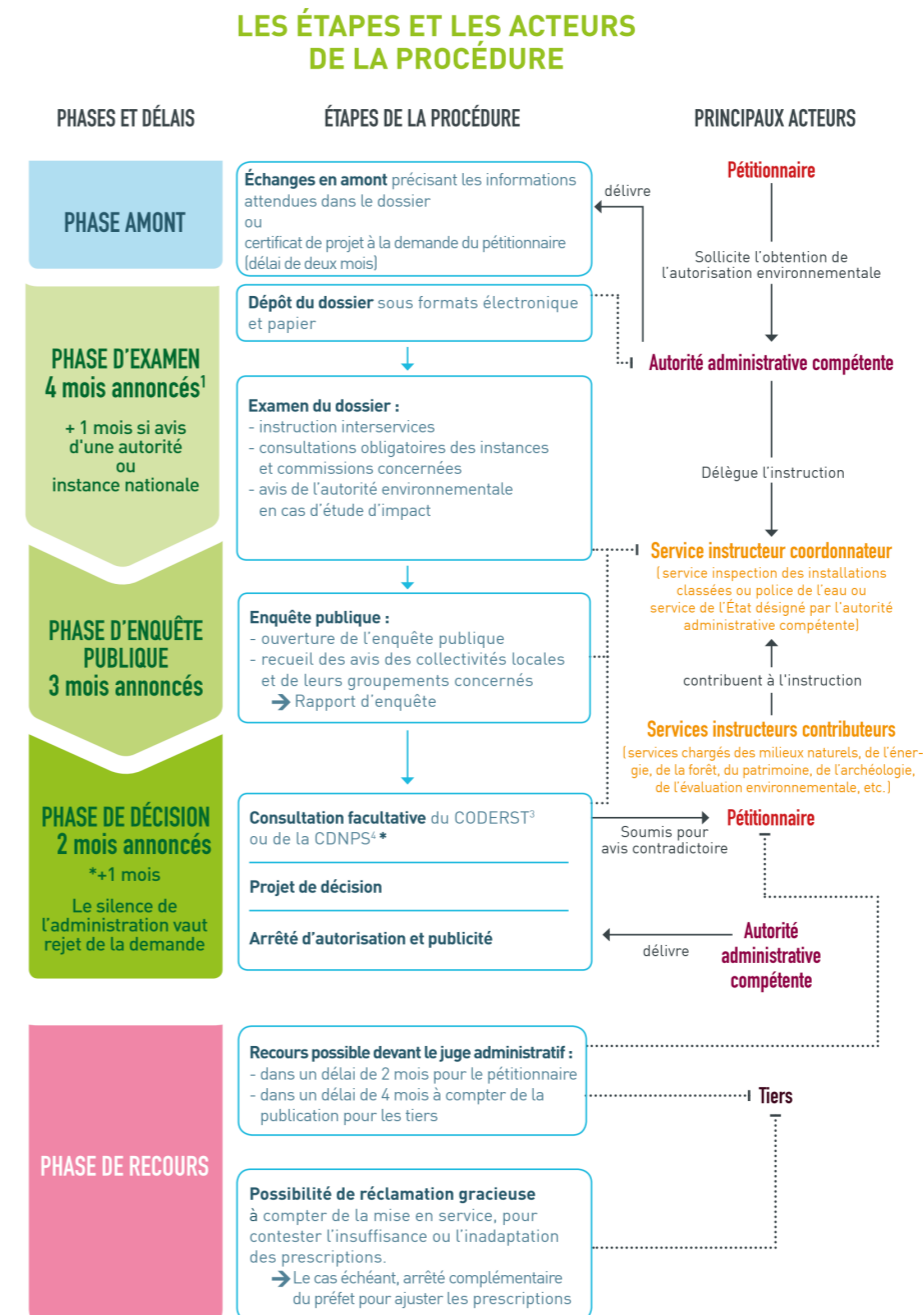 LES ÉTAPES ET LES ACTEURS
DE LA PROCÉDURE
PHASES ET DÉLAIS
ÉTAPES DE LA PROCÉDURE
PRINCIPAUX ACTEURS
PHASE AMONT
Échanges en amont précisant les informations
attendues dans le dossier
ou
certificat de projet à la demande du pétitionnaire
(délai de deux mois)
délivre
Pétitionnaire
Sollicite l'obtention de
l'autorisation environnementale
PHASE D'EXAMEN
4 mois annoncés¹
+ 1 mois si avis
d'une autorité
ou
instance nationale
Dépôt du dossier sous formats électronique
et papier
Autorité administrative compétente
Examen du dossier :
- instruction interservices
- consultations obligatoires des instances
et commissions concernées
- avis de l'autorité environnementale
en cas d'étude d'impact
Délègue l'instruction
Service instructeur coordonnateur
(service inspection des installations
classées ou police de l'eau ou
service de l'État désigné par l'autorité
administrative compétente)
PHASE D'ENQUÊTE
PUBLIQUE
3 mois annoncés
Enquête publique :
- ouverture de l'enquête publique
- recueil des avis des collectivités locales
et de leurs groupements concernés
→ Rapport d'enquête
contribuent à l'instruction
Services instructeurs contributeurs
(services chargés des milieux naturels, de l'éner-
gie, de la forêt, du patrimoine, de l'archéologie,
de l'évaluation environnementale, etc.)
PHASE DE DÉCISION
2 mois annoncés
*+1 mois
Le silence de
l'administration vaut
rejet de la demande
Consultation facultative du CODERST³
ou de la CDNPS⁴ *
Projet de décision
Arrêté d'autorisation et publicité
Soumis pour
avis contradictoire
Pétitionnaire
délivre
Autorité
administrative
compétente
PHASE DE RECOURS
Recours possible devant le juge administratif :
- dans un délai de 2 mois pour le pétitionnaire
- dans un délai de 4 mois à compter de la
publication pour les tiers
Tiers
Possibilité de réclamation gracieuse
à compter de la mise en service, pour
contester l'insuffisance ou l'inadaptation
des prescriptions.
→ Le cas échéant, arrêté complémentaire
du préfet pour ajuster les prescriptions